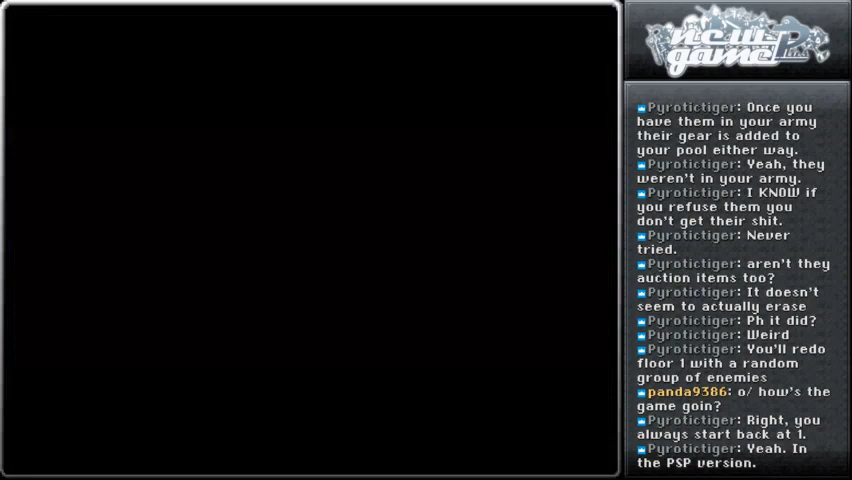 new
game Plus
Pyrotictiger: Once you
have them in your army
their gear is added to
your pool either way.
Pyrotictiger: Yeah, they
weren't in your army.
Pyrotictiger: I KNOW if
you refuse them you
don't get their shit.
Pyrotictiger: Never
tried.
Pyrotictiger: aren't they
auction items too?
Pyrotictiger: It doesn't
seem to actually erase
Pyrotictiger: Ph it did?
Pyrotictiger: Weird
Pyrotictiger: You'll redo
floor 1 with a random
group of enemies
panda9386: o/ how's the
game goin?
Pyrotictiger: Right, you
always start back at 1.
Pyrotictiger: Yeah. In
the PSP version.